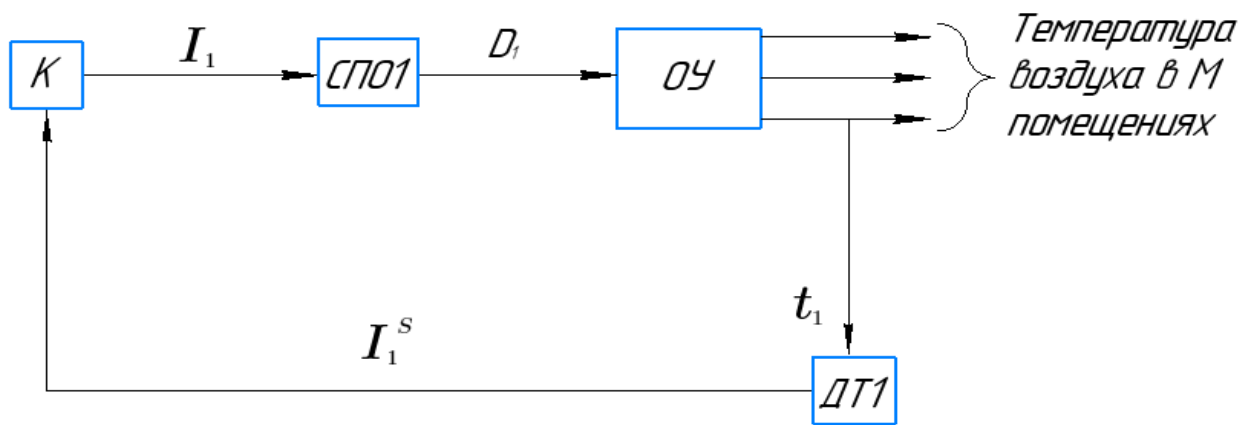 К
I₁
СПО1
D₁
ОУ
Температура
воздуха в М
помещениях
t₁
I₁ˢ
ДТ1